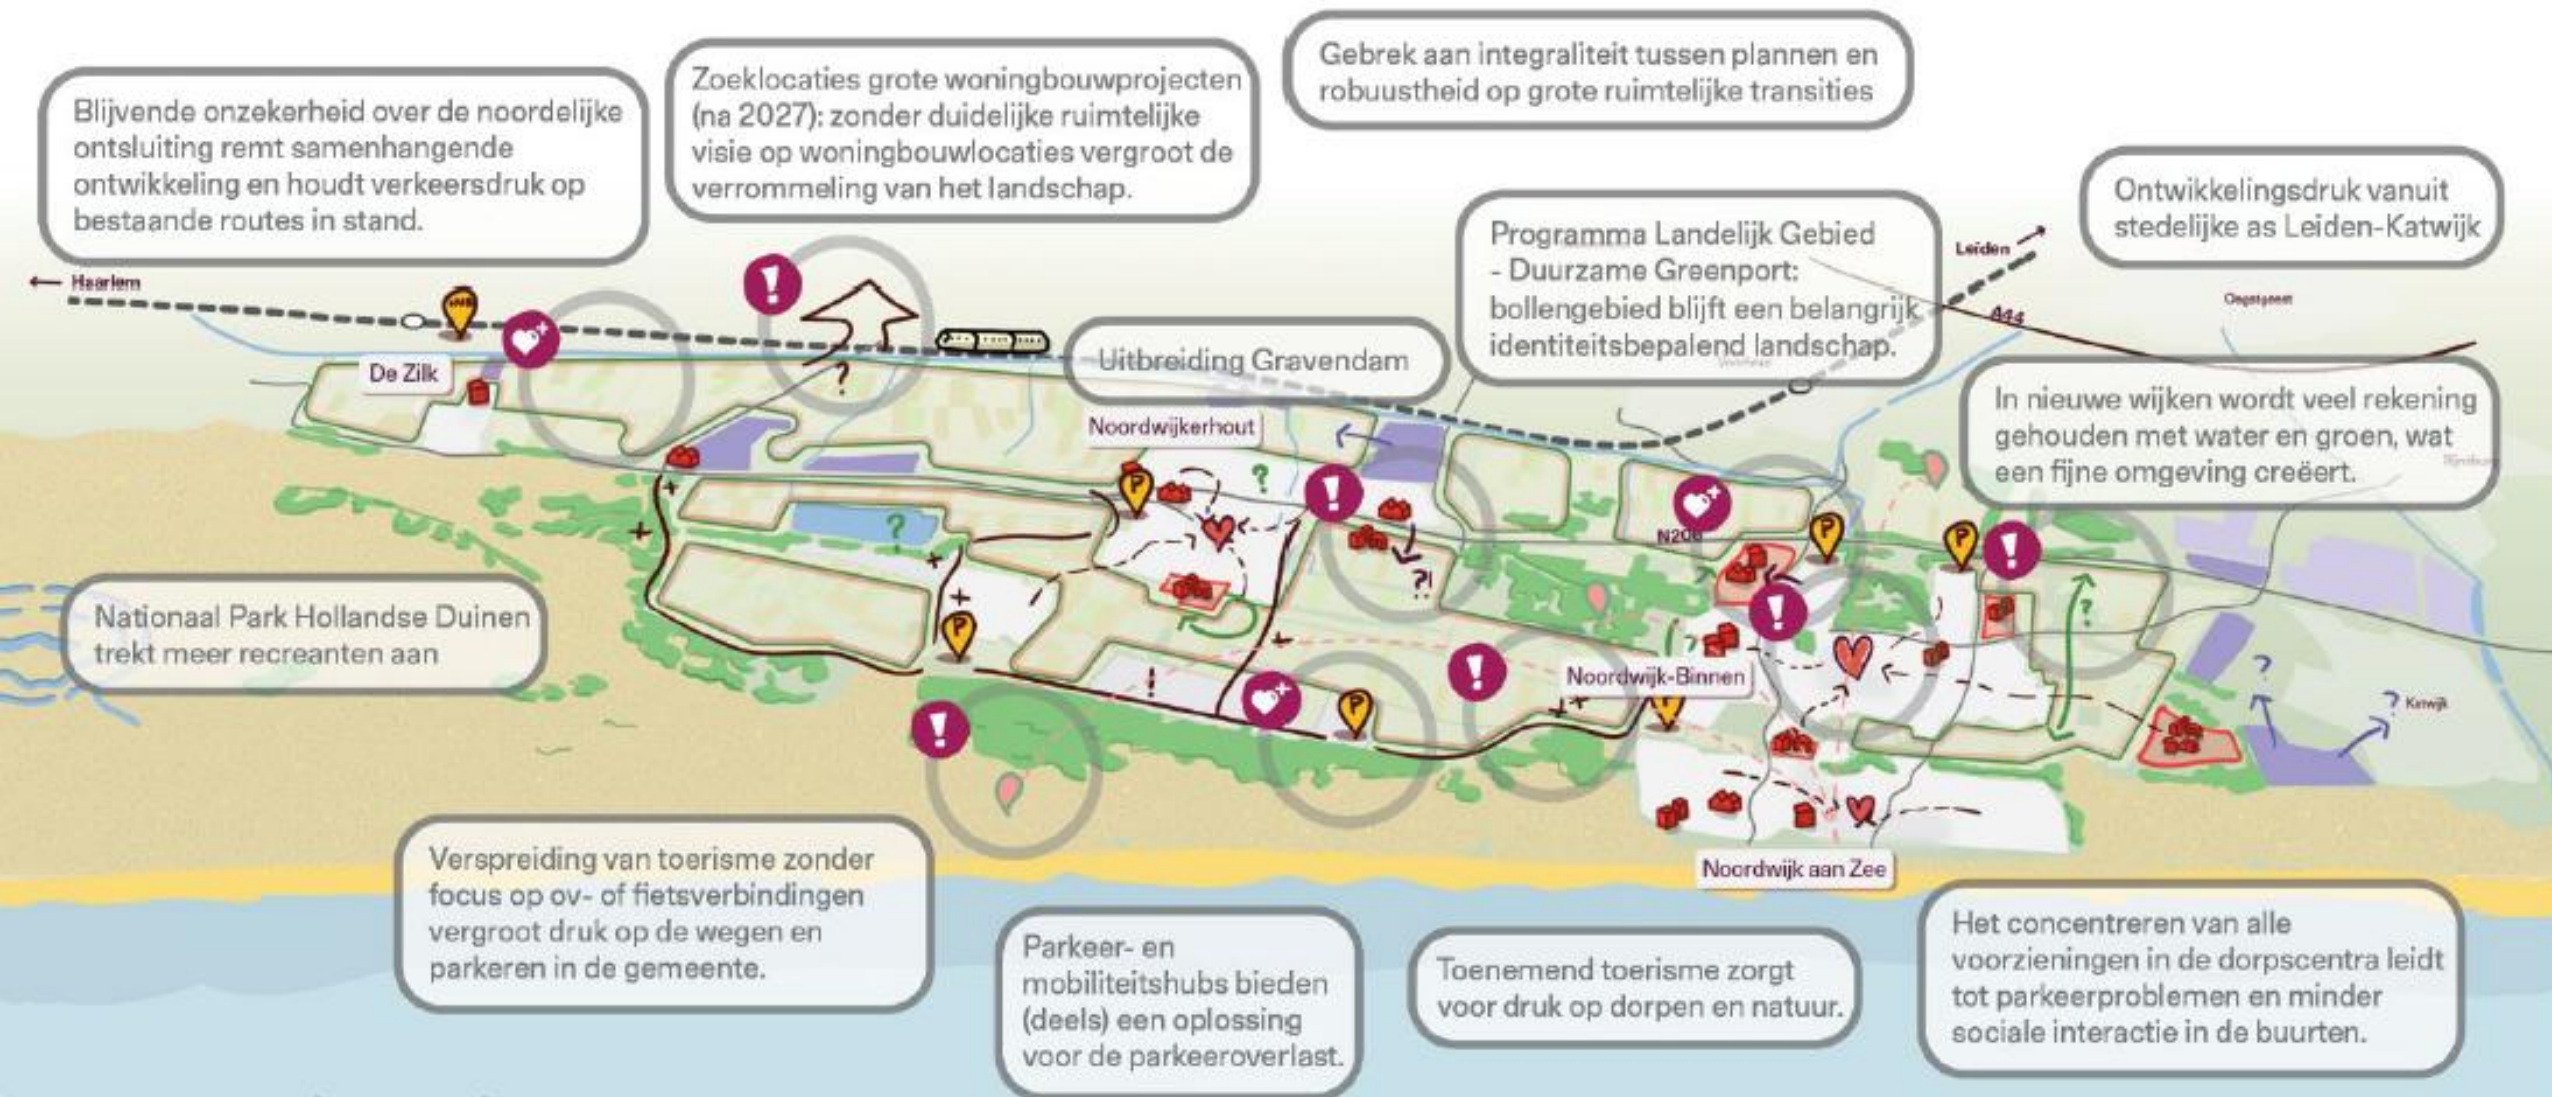 Blijvende onzekerheid over de noordelijke
ontsluiting remt samenhangende
ontwikkeling en houdt verkeersdruk op
bestaande routes in stand.
Zoeklocaties grote woningbouwprojecten
(na 2027): zonder duidelijke ruimtelijke
visie op woningbouwlocaties vergroot de
verrommeling van het landschap.
Gebrek aan integraliteit tussen plannen en
robuustheid op grote ruimtelijke transities
Ontwikkelingsdruk vanuit
stedelijke as Leiden-Katwijk
Programma Landelijk Gebied
- Duurzame Greenport:
bollengebied blijft een belangrijk
identiteitsbepalend landschap.
Leiden
Haarlem
Oegstgeest
A44
Uitbreiding Gravendam
De Zilk
?
In nieuwe wijken wordt veel rekening
gehouden met water en groen, wat
een fijne omgeving creëert.
Noordwijkerhout
!
?
!
P
?
N206
P
P
!
?!
Nationaal Park Hollandse Duinen
trekt meer recreanten aan
P
!
?
?
!
!
Noordwijk-Binnen
?
? Katwijk
!
P
P
Noordwijk aan Zee
Verspreiding van toerisme zonder
focus op ov- of fietsverbindingen
vergroot druk op de wegen en
parkeren in de gemeente.
Parkeer- en
mobiliteitshubs bieden
(deels) een oplossing
voor de parkeeroverlast.
Toenemend toerisme zorgt
voor druk op dorpen en natuur.
Het concentreren van alle
voorzieningen in de dorpscentra leidt
tot parkeerproblemen en minder
sociale interactie in de buurten.